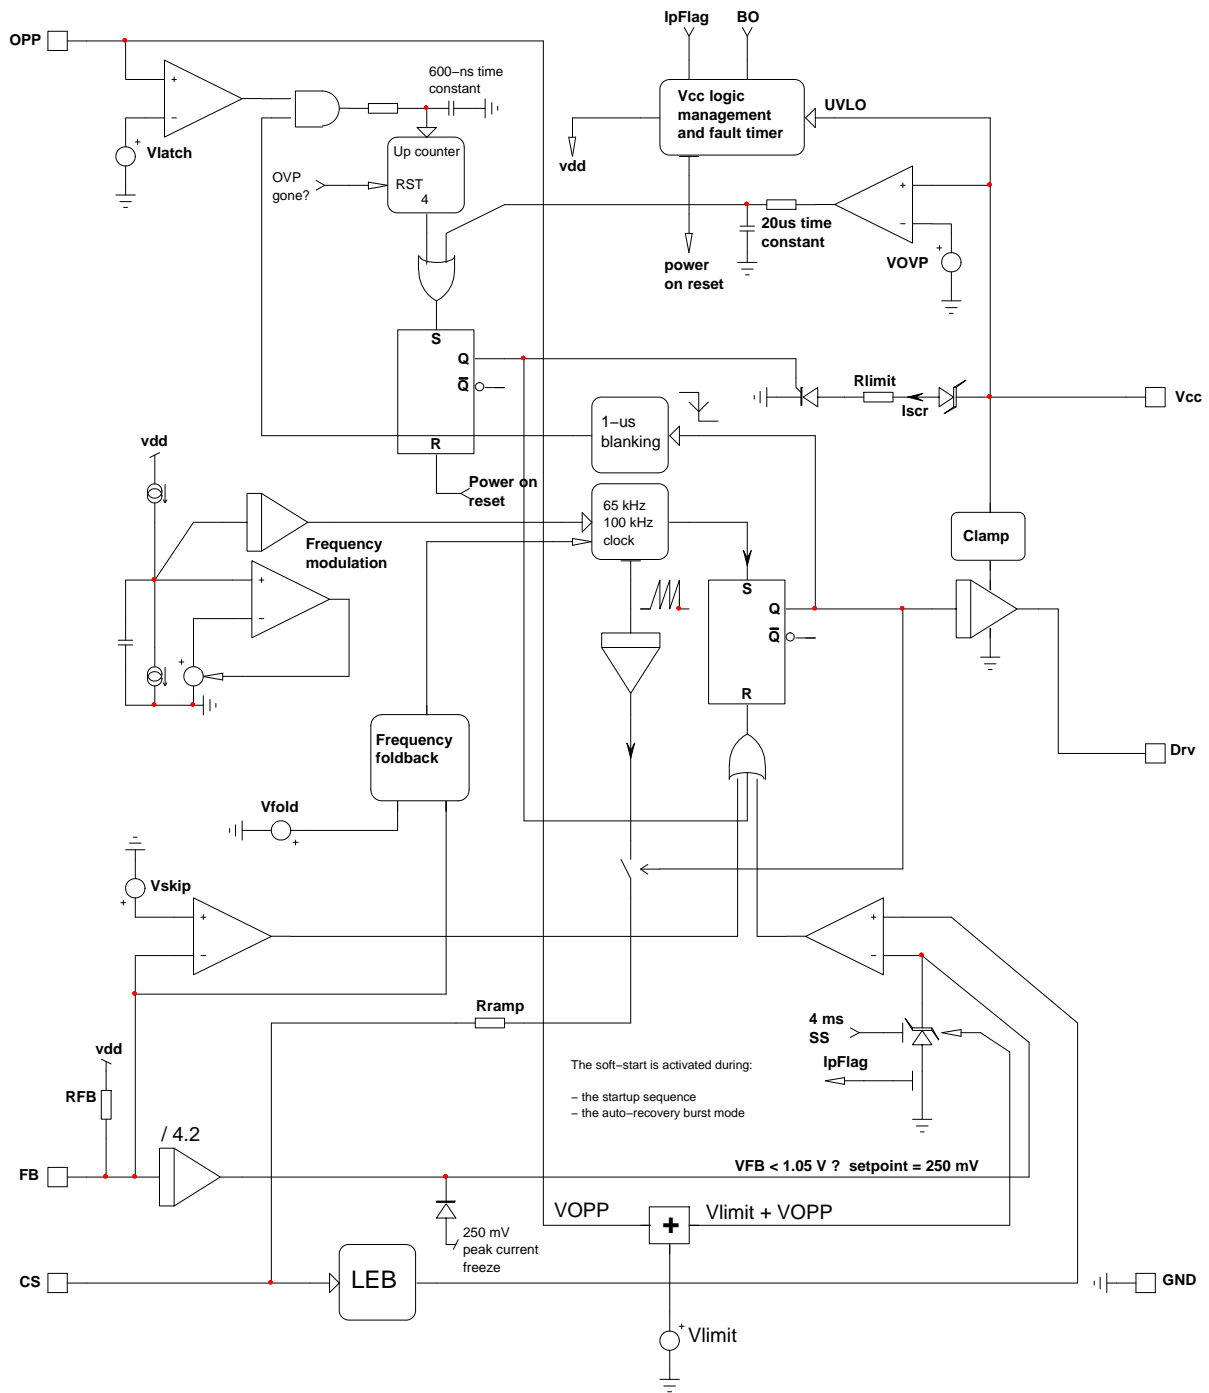 IpFlag BO
OPP
600−ns time
constant
Vcc logic
management
and fault timer
UVLO
+
−
+
Vlatch
vdd
Up counter
RST
4
OVP
gone?
+
−
20us time
constant
+
VOVP
power
on reset
S
Q
Q
R
Rlimit
Iscr
Vcc
1−us
blanking
vdd
Power on
reset
65 kHz
100 kHz
clock
Frequency
modulation
Clamp
+
−
+
S
Q
Q
R
Frequency
foldback
Drv
Vfold
+
Vskip
+
+
−
+
−
Rramp
4 ms
SS
vdd
The soft−start is activated during:
IpFlag
RFB
− the startup sequence
− the auto−recovery burst mode
/ 4.2
FB
VFB < 1.05 V ? setpoint = 250 mV
VOPP
+
Vlimit + VOPP
250 mV
peak current
freeze
CS
LEB
GND
+
Vlimit